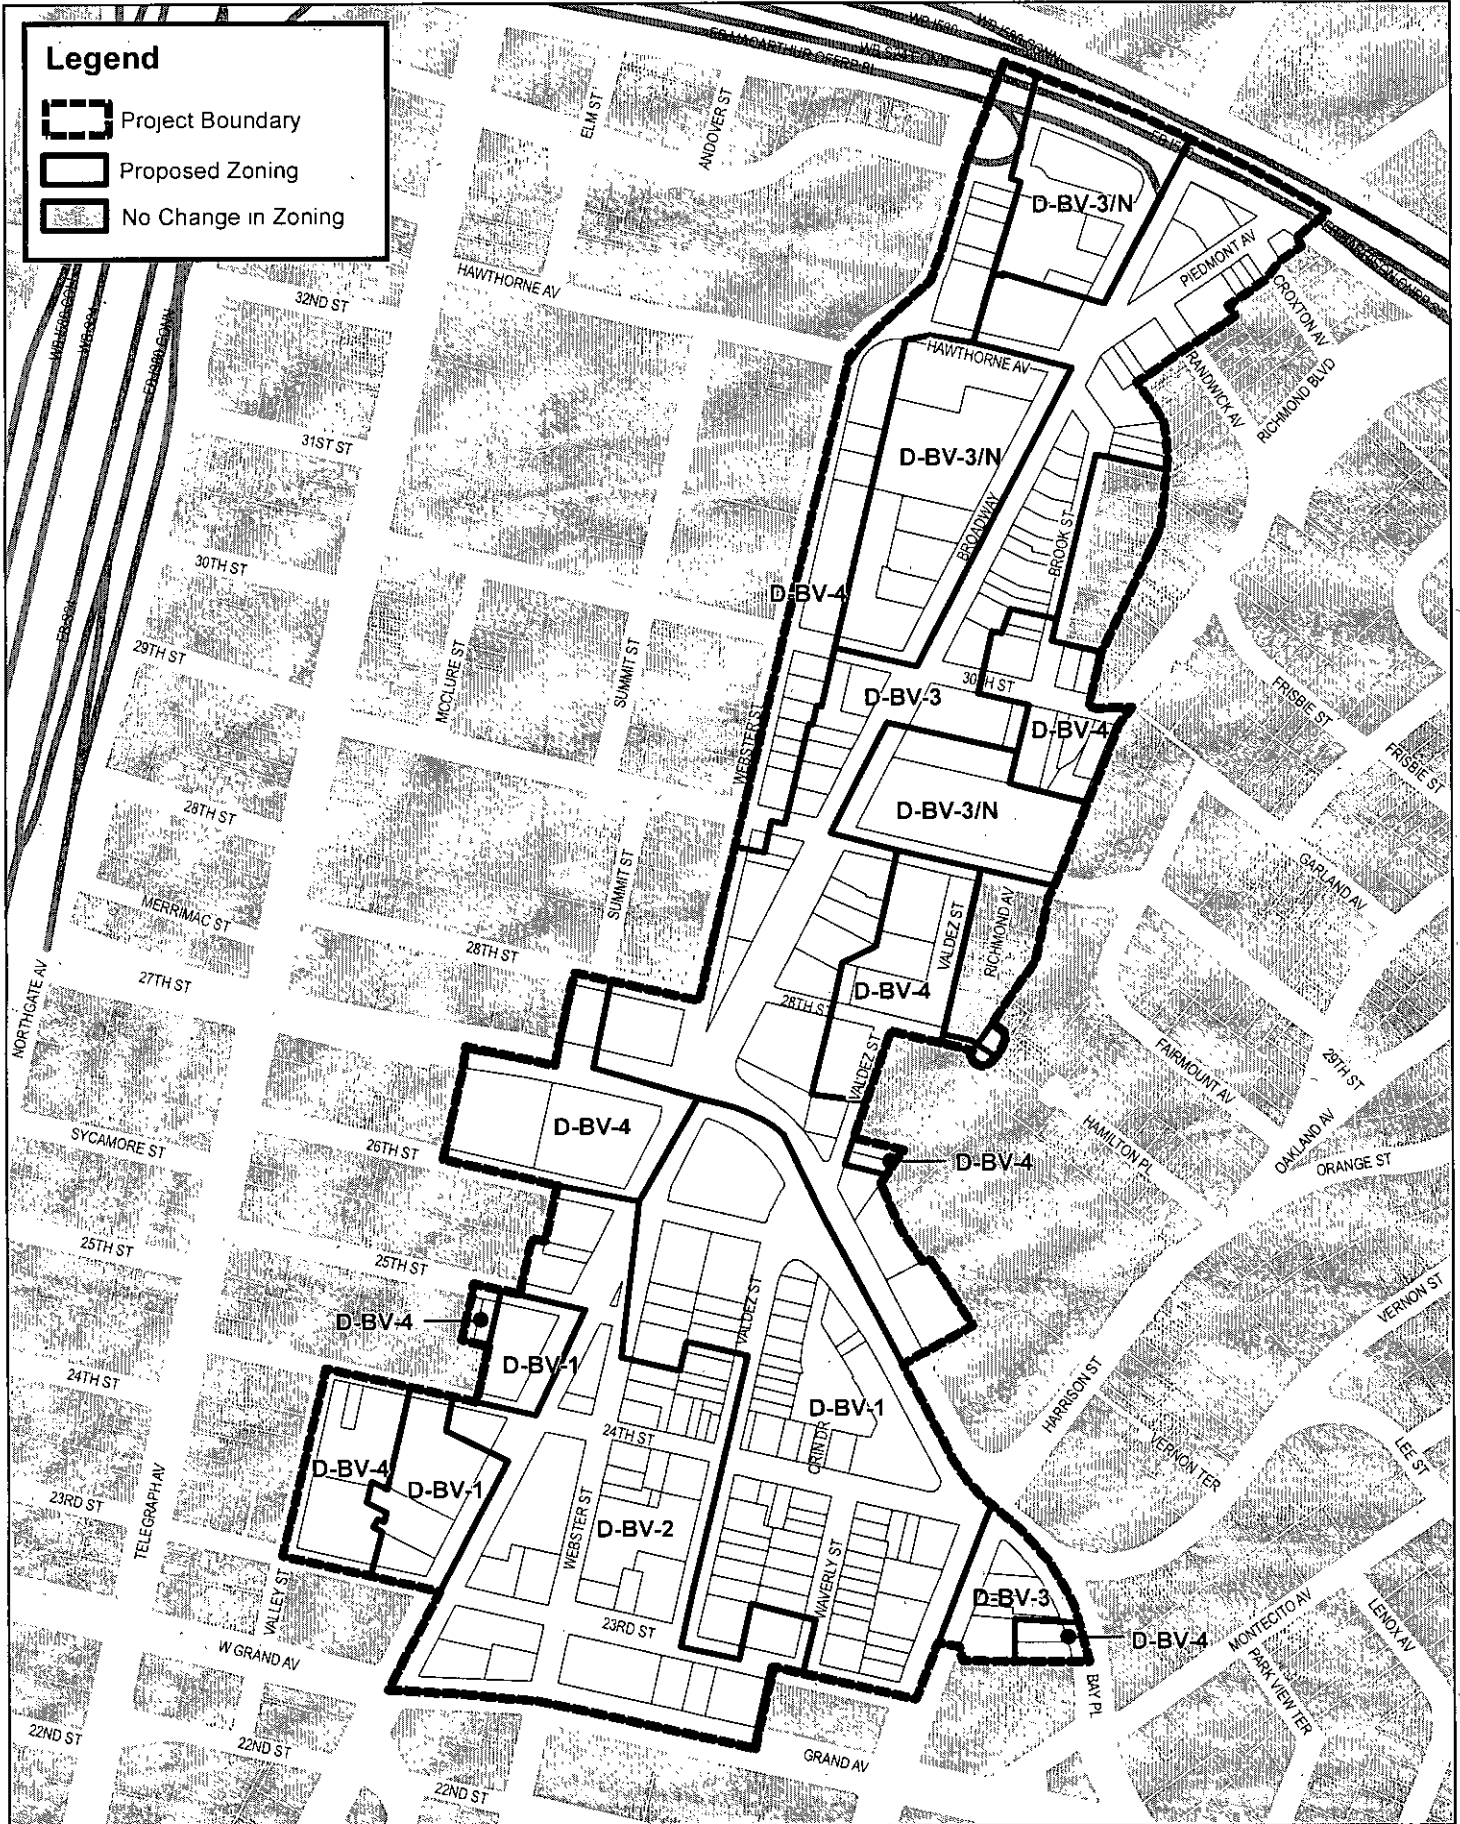 Legend
Project Boundary
Proposed Zoning
No Change in Zoning
WB I580
WB I580 CONN
ELM ST
ANDOVER ST
D-BV-3/N
PIEDMONT AV
CROXTON AV
HAWTHORNE AV
32ND ST
HAWTHORNE AV
RANDWICK AV
RICHMOND BLVD
31ST ST
D-BV-3/N
BROADWAY
BROOK ST
30TH ST
D-BV-4
29TH ST
MCCLURE ST
SUMMIT ST
WEBSTER ST
D-BV-3
30TH ST
D-BV-4
FRISBIE ST
FRISBIE ST
28TH ST
D-BV-3/N
GARLAND AV
MERRIMAC ST
SUMMIT ST
28TH ST
VALDEZ ST
RICHMOND AV
27TH ST
NORTHGATE AV
D-BV-4
28TH ST
VALDEZ ST
FAIRMOUNT AV
29TH ST
SYCAMORE ST
26TH ST
D-BV-4
HAMILTON PL
OAKLAND AV
ORANGE ST
D-BV-4
25TH ST
25TH ST
VALDEZ ST
VERNON ST
D-BV-4
D-BV-1
24TH ST
D-BV-1
HARRISON ST
24TH ST
ORIN DR
VERNON TER
LEE ST
D-BV-4
D-BV-1
23RD ST
TELEGRAPH AV
WEBSTER ST
D-BV-2
WAVERLY ST
VALLEY ST
D-BV-3
23RD ST
MONTECITO AV
LENOX AV
D-BV-4
W GRAND AV
PARK VIEW TER
BAY PL
22ND ST
22ND ST
GRAND AV
22ND ST